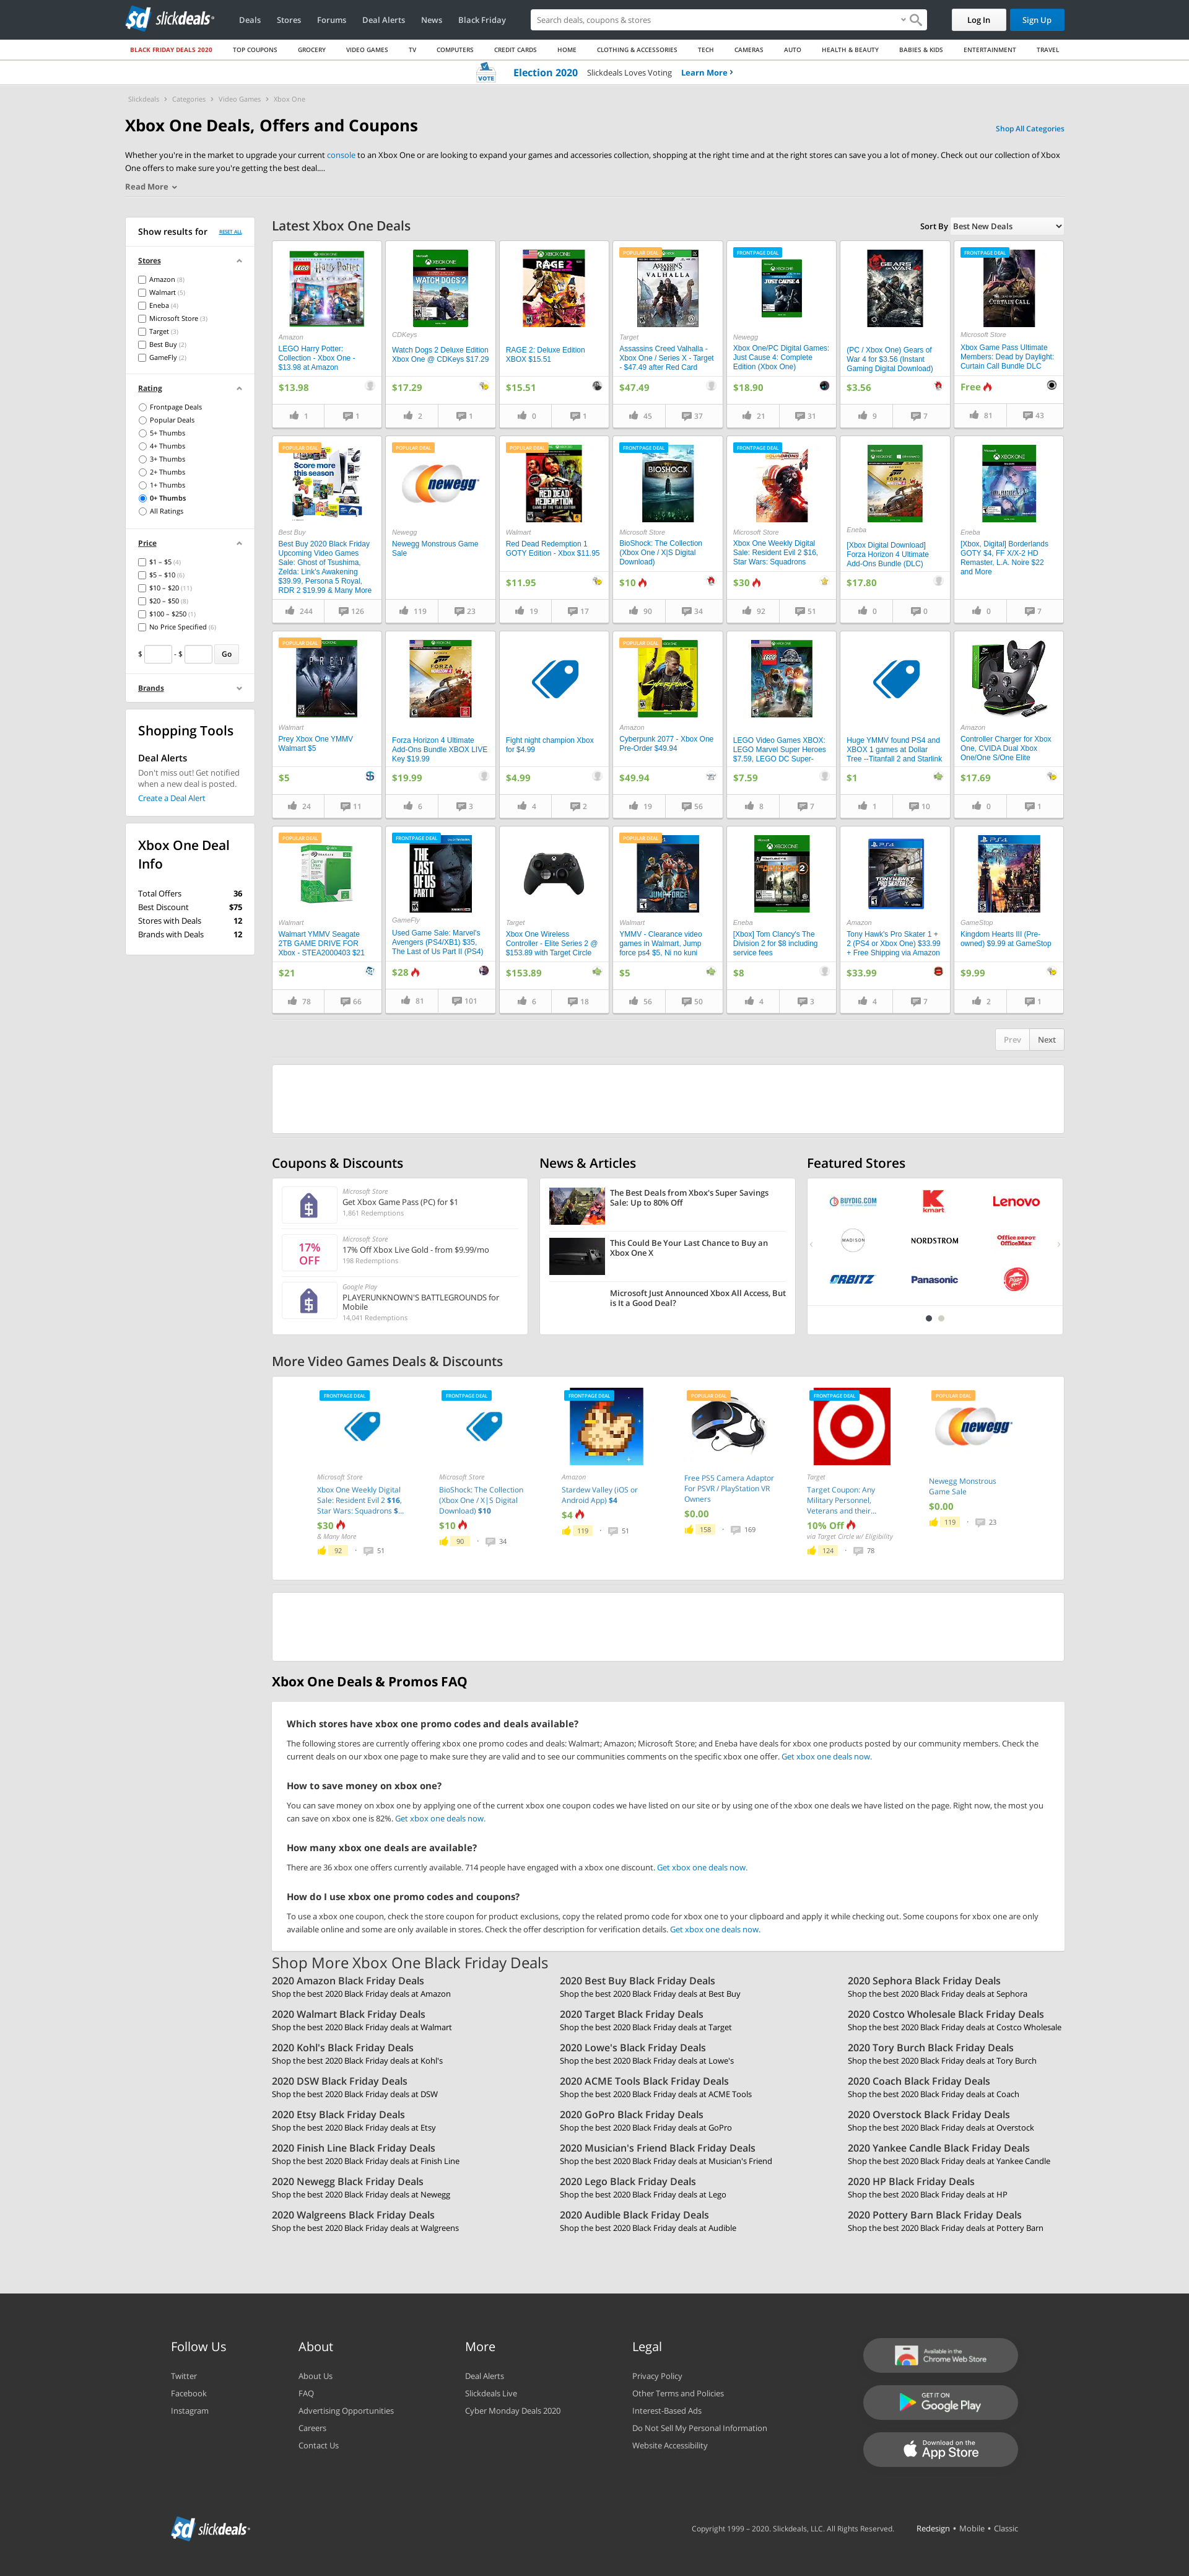 slickdeals
Deals
Stores
Forums
Deal Alerts
News
Black Friday
Search deals, coupons & stores
Log In
Sign Up
BLACK FRIDAY DEALS 2020
TOP COUPONS
GROCERY
VIDEO GAMES
TV
COMPUTERS
CREDIT CARDS
HOME
CLOTHING & ACCESSORIES
TECH
CAMERAS
AUTO
HEALTH & BEAUTY
BABIES & KIDS
ENTERTAINMENT
TRAVEL
VOTE
Election 2020 Slickdeals Loves Voting Learn More
Slickdeals > Categories > Video Games > Xbox One
Xbox One Deals, Offers and Coupons
Shop All Categories
Whether you're in the market to upgrade your current console to an Xbox One or are looking to expand your games and accessories collection, shopping at the right time and at the right stores can save you a lot of money. Check out our collection of Xbox
One offers to make sure you're getting the best deal....
Read More
Show results for RESET ALL
Stores
Amazon (8)
Walmart (5)
Eneba (4)
Microsoft Store (3)
Target (3)
Best Buy (2)
GameFly (2)
Rating
Frontpage Deals
Popular Deals
5+ Thumbs
4+ Thumbs
3+ Thumbs
2+ Thumbs
1+ Thumbs
0+ Thumbs
All Ratings
Price
$1 – $5 (4)
$5 – $10 (6)
$10 – $20 (11)
$20 – $50 (8)
$100 – $250 (1)
No Price Specified (6)
$ - $ Go
Brands
Shopping Tools
Deal Alerts
Don't miss out! Get notified
when a new deal is posted.
Create a Deal Alert
Xbox One Deal
Info
Total Offers 36
Best Discount $75
Stores with Deals 12
Brands with Deals 12
Latest Xbox One Deals
Sort By Best New Deals
Amazon
LEGO Harry Potter:
Collection - Xbox One -
$13.98 at Amazon
$13.98
1 1
CDKeys
Watch Dogs 2 Deluxe Edition
Xbox One @ CDKeys $17.29
$17.29
2 1
RAGE 2: Deluxe Edition
XBOX $15.51
$15.51
0 1
POPULAR DEAL
Target
Assassins Creed Valhalla -
Xbox One / Series X - Target
- $47.49 after Red Card
$47.49
45 37
FRONTPAGE DEAL
Newegg
Xbox One/PC Digital Games:
Just Cause 4: Complete
Edition (Xbox One)
$18.90
21 31
(PC / Xbox One) Gears of
War 4 for $3.56 (Instant
Gaming Digital Download)
$3.56
9 7
FRONTPAGE DEAL
Microsoft Store
Xbox Game Pass Ultimate
Members: Dead by Daylight:
Curtain Call Bundle DLC
Free
81 43
POPULAR DEAL
Score more
this season
Best Buy
Best Buy 2020 Black Friday
Upcoming Video Games
Sale: Ghost of Tsushima,
Zelda: Link's Awakening
$39.99, Persona 5 Royal,
RDR 2 $19.99 & Many More
244 126
POPULAR DEAL
newegg
Newegg
Newegg Monstrous Game
Sale
119 23
POPULAR DEAL
Walmart
Red Dead Redemption 1
GOTY Edition - Xbox $11.95
$11.95
19 17
FRONTPAGE DEAL
BIOSHOCK
Microsoft Store
BioShock: The Collection
(Xbox One / X|S Digital
Download)
$10
90 34
FRONTPAGE DEAL
Microsoft Store
Xbox One Weekly Digital
Sale: Resident Evil 2 $16,
Star Wars: Squadrons
$30
92 51
Eneba
[Xbox Digital Download]
Forza Horizon 4 Ultimate
Add-Ons Bundle (DLC)
$17.80
0 0
Eneba
[Xbox, Digital] Borderlands
GOTY $4, FF X/X-2 HD
Remaster, L.A. Noire $22
and More
0 7
POPULAR DEAL
PREY
Walmart
Prey Xbox One YMMV
Walmart $5
$5
24 11
Forza Horizon 4 Ultimate
Add-Ons Bundle XBOX LIVE
Key $19.99
$19.99
6 3
Fight night champion Xbox
for $4.99
$4.99
4 2
POPULAR DEAL
Amazon
Cyberpunk 2077 - Xbox One
Pre-Order $49.94
$49.94
19 56
LEGO Video Games XBOX:
LEGO Marvel Super Heroes
$7.59, LEGO DC Super-
$7.59
8 7
Huge YMMV found PS4 and
XBOX 1 games at Dollar
Tree --Titanfall 2 and Starlink
$1
1 10
Amazon
Controller Charger for Xbox
One, CVIDA Dual Xbox
One/One S/One Elite
$17.69
0 1
POPULAR DEAL
Walmart
Walmart YMMV Seagate
2TB GAME DRIVE FOR
Xbox - STEA2000403 $21
$21
78 66
FRONTPAGE DEAL
THE
LAST
OF US
PART II
GameFly
Used Game Sale: Marvel's
Avengers (PS4/XB1) $35,
The Last of Us Part II (PS4)
$28
81 101
Target
Xbox One Wireless
Controller - Elite Series 2 @
$153.89 with Target Circle
$153.89
6 18
POPULAR DEAL
JUMP FORCE
Walmart
YMMV - Clearance video
games in Walmart, Jump
force ps4 $5, Ni no kuni
$5
56 50
Eneba
[Xbox] Tom Clancy's The
Division 2 for $8 including
service fees
$8
4 3
PS4
Amazon
Tony Hawk's Pro Skater 1 +
2 (PS4 or Xbox One) $33.99
+ Free Shipping via Amazon
$33.99
4 7
PS4
GameStop
Kingdom Hearts III (Pre-
owned) $9.99 at GameStop
$9.99
2 1
Prev Next
Coupons & Discounts
Microsoft Store
Get Xbox Game Pass (PC) for $1
1,861 Redemptions
17%
OFF
Microsoft Store
17% Off Xbox Live Gold - from $9.99/mo
198 Redemptions
Google Play
PLAYERUNKNOWN'S BATTLEGROUNDS for
Mobile
14,041 Redemptions
News & Articles
The Best Deals from Xbox's Super Savings
Sale: Up to 80% Off
This Could Be Your Last Chance to Buy an
Xbox One X
Microsoft Just Announced Xbox All Access, But
is It a Good Deal?
Featured Stores
BUYDIG.COM
kmart
Lenovo
MADISON
NORDSTROM
Office DEPOT
OfficeMax
ORBITZ
Panasonic
Pizza Hut
More Video Games Deals & Discounts
FRONTPAGE DEAL
Microsoft Store
Xbox One Weekly Digital
Sale: Resident Evil 2 $16,
Star Wars: Squadrons $...
$30
& Many More
92 51
FRONTPAGE DEAL
Microsoft Store
BioShock: The Collection
(Xbox One / X|S Digital
Download) $10
$10
90 34
FRONTPAGE DEAL
Amazon
Stardew Valley (iOS or
Android App) $4
$4
119 51
POPULAR DEAL
Free PS5 Camera Adaptor
For PSVR / PlayStation VR
Owners
$0.00
158 169
FRONTPAGE DEAL
Target
Target Coupon: Any
Military Personnel,
Veterans and their...
10% Off
via Target Circle w/ Eligibility
124 78
POPULAR DEAL
newegg
Newegg Monstrous
Game Sale
$0.00
119 23
Xbox One Deals & Promos FAQ
Which stores have xbox one promo codes and deals available?
The following stores are currently offering xbox one promo codes and deals: Walmart; Amazon; Microsoft Store; and Eneba have deals for xbox one products posted by our community members. Check the
current deals on our xbox one page to make sure they are valid and to see our communities comments on the specific xbox one offer. Get xbox one deals now.
How to save money on xbox one?
You can save money on xbox one by applying one of the current xbox one coupon codes we have listed on our site or by using one of the xbox one deals we have listed on the page. Right now, the most you
can save on xbox one is 82%. Get xbox one deals now.
How many xbox one deals are available?
There are 36 xbox one offers currently available. 714 people have engaged with a xbox one discount. Get xbox one deals now.
How do I use xbox one promo codes and coupons?
To use a xbox one coupon, check the store coupon for product exclusions, copy the related promo code for xbox one to your clipboard and apply it while checking out. Some coupons for xbox one are only
available online and some are only available in stores. Check the offer description for verification details. Get xbox one deals now.
Shop More Xbox One Black Friday Deals
2020 Amazon Black Friday Deals
Shop the best 2020 Black Friday deals at Amazon
2020 Best Buy Black Friday Deals
Shop the best 2020 Black Friday deals at Best Buy
2020 Sephora Black Friday Deals
Shop the best 2020 Black Friday deals at Sephora
2020 Walmart Black Friday Deals
Shop the best 2020 Black Friday deals at Walmart
2020 Target Black Friday Deals
Shop the best 2020 Black Friday deals at Target
2020 Costco Wholesale Black Friday Deals
Shop the best 2020 Black Friday deals at Costco Wholesale
2020 Kohl's Black Friday Deals
Shop the best 2020 Black Friday deals at Kohl's
2020 Lowe's Black Friday Deals
Shop the best 2020 Black Friday deals at Lowe's
2020 Tory Burch Black Friday Deals
Shop the best 2020 Black Friday deals at Tory Burch
2020 DSW Black Friday Deals
Shop the best 2020 Black Friday deals at DSW
2020 ACME Tools Black Friday Deals
Shop the best 2020 Black Friday deals at ACME Tools
2020 Coach Black Friday Deals
Shop the best 2020 Black Friday deals at Coach
2020 Etsy Black Friday Deals
Shop the best 2020 Black Friday deals at Etsy
2020 GoPro Black Friday Deals
Shop the best 2020 Black Friday deals at GoPro
2020 Overstock Black Friday Deals
Shop the best 2020 Black Friday deals at Overstock
2020 Finish Line Black Friday Deals
Shop the best 2020 Black Friday deals at Finish Line
2020 Musician's Friend Black Friday Deals
Shop the best 2020 Black Friday deals at Musician's Friend
2020 Yankee Candle Black Friday Deals
Shop the best 2020 Black Friday deals at Yankee Candle
2020 Newegg Black Friday Deals
Shop the best 2020 Black Friday deals at Newegg
2020 Lego Black Friday Deals
Shop the best 2020 Black Friday deals at Lego
2020 HP Black Friday Deals
Shop the best 2020 Black Friday deals at HP
2020 Walgreens Black Friday Deals
Shop the best 2020 Black Friday deals at Walgreens
2020 Audible Black Friday Deals
Shop the best 2020 Black Friday deals at Audible
2020 Pottery Barn Black Friday Deals
Shop the best 2020 Black Friday deals at Pottery Barn
Follow Us
Twitter
Facebook
Instagram
About
About Us
FAQ
Advertising Opportunities
Careers
Contact Us
More
Deal Alerts
Slickdeals Live
Cyber Monday Deals 2020
Legal
Privacy Policy
Other Terms and Policies
Interest-Based Ads
Do Not Sell My Personal Information
Website Accessibility
Available in the
Chrome Web Store
GET IT ON
Google Play
Download on the
App Store
slickdeals
Copyright 1999 – 2020. Slickdeals, LLC. All Rights Reserved.
Redesign • Mobile • Classic